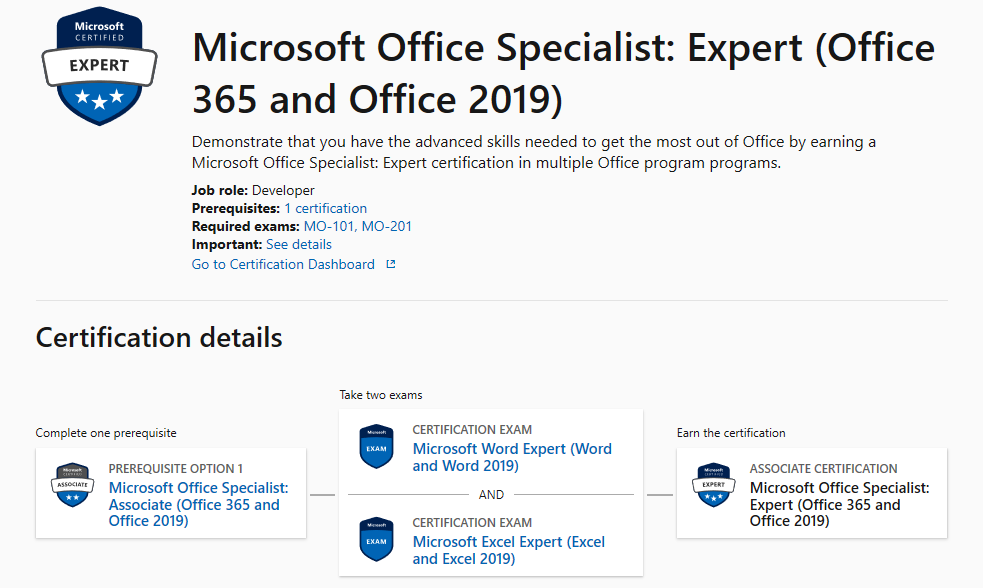 Microsoft
CERTIFIED
EXPERT
Microsoft Office Specialist: Expert (Office
365 and Office 2019)
Demonstrate that you have the advanced skills needed to get the most out of Office by earning a
Microsoft Office Specialist: Expert certification in multiple Office program programs.
Job role: Developer
Prerequisites: 1 certification
Required exams: MO-101, MO-201
Important: See details
Go to Certification Dashboard
Certification details
Complete one prerequisite
Microsoft
CERTIFIED
ASSOCIATE
PREREQUISITE OPTION 1
Microsoft Office Specialist:
Associate (Office 365 and
Office 2019)
Take two exams
Microsoft
EXAM
CERTIFICATION EXAM
Microsoft Word Expert (Word
and Word 2019)
AND
Microsoft
EXAM
CERTIFICATION EXAM
Microsoft Excel Expert (Excel
and Excel 2019)
Earn the certification
Microsoft
CERTIFIED
EXPERT
ASSOCIATE CERTIFICATION
Microsoft Office Specialist:
Expert (Office 365 and
Office 2019)